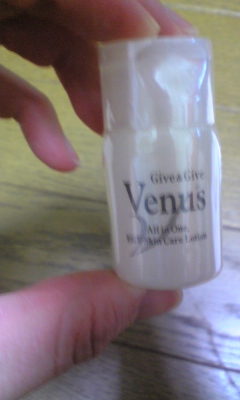 Give & Give
Venus
All in One
Skin Care Lotion